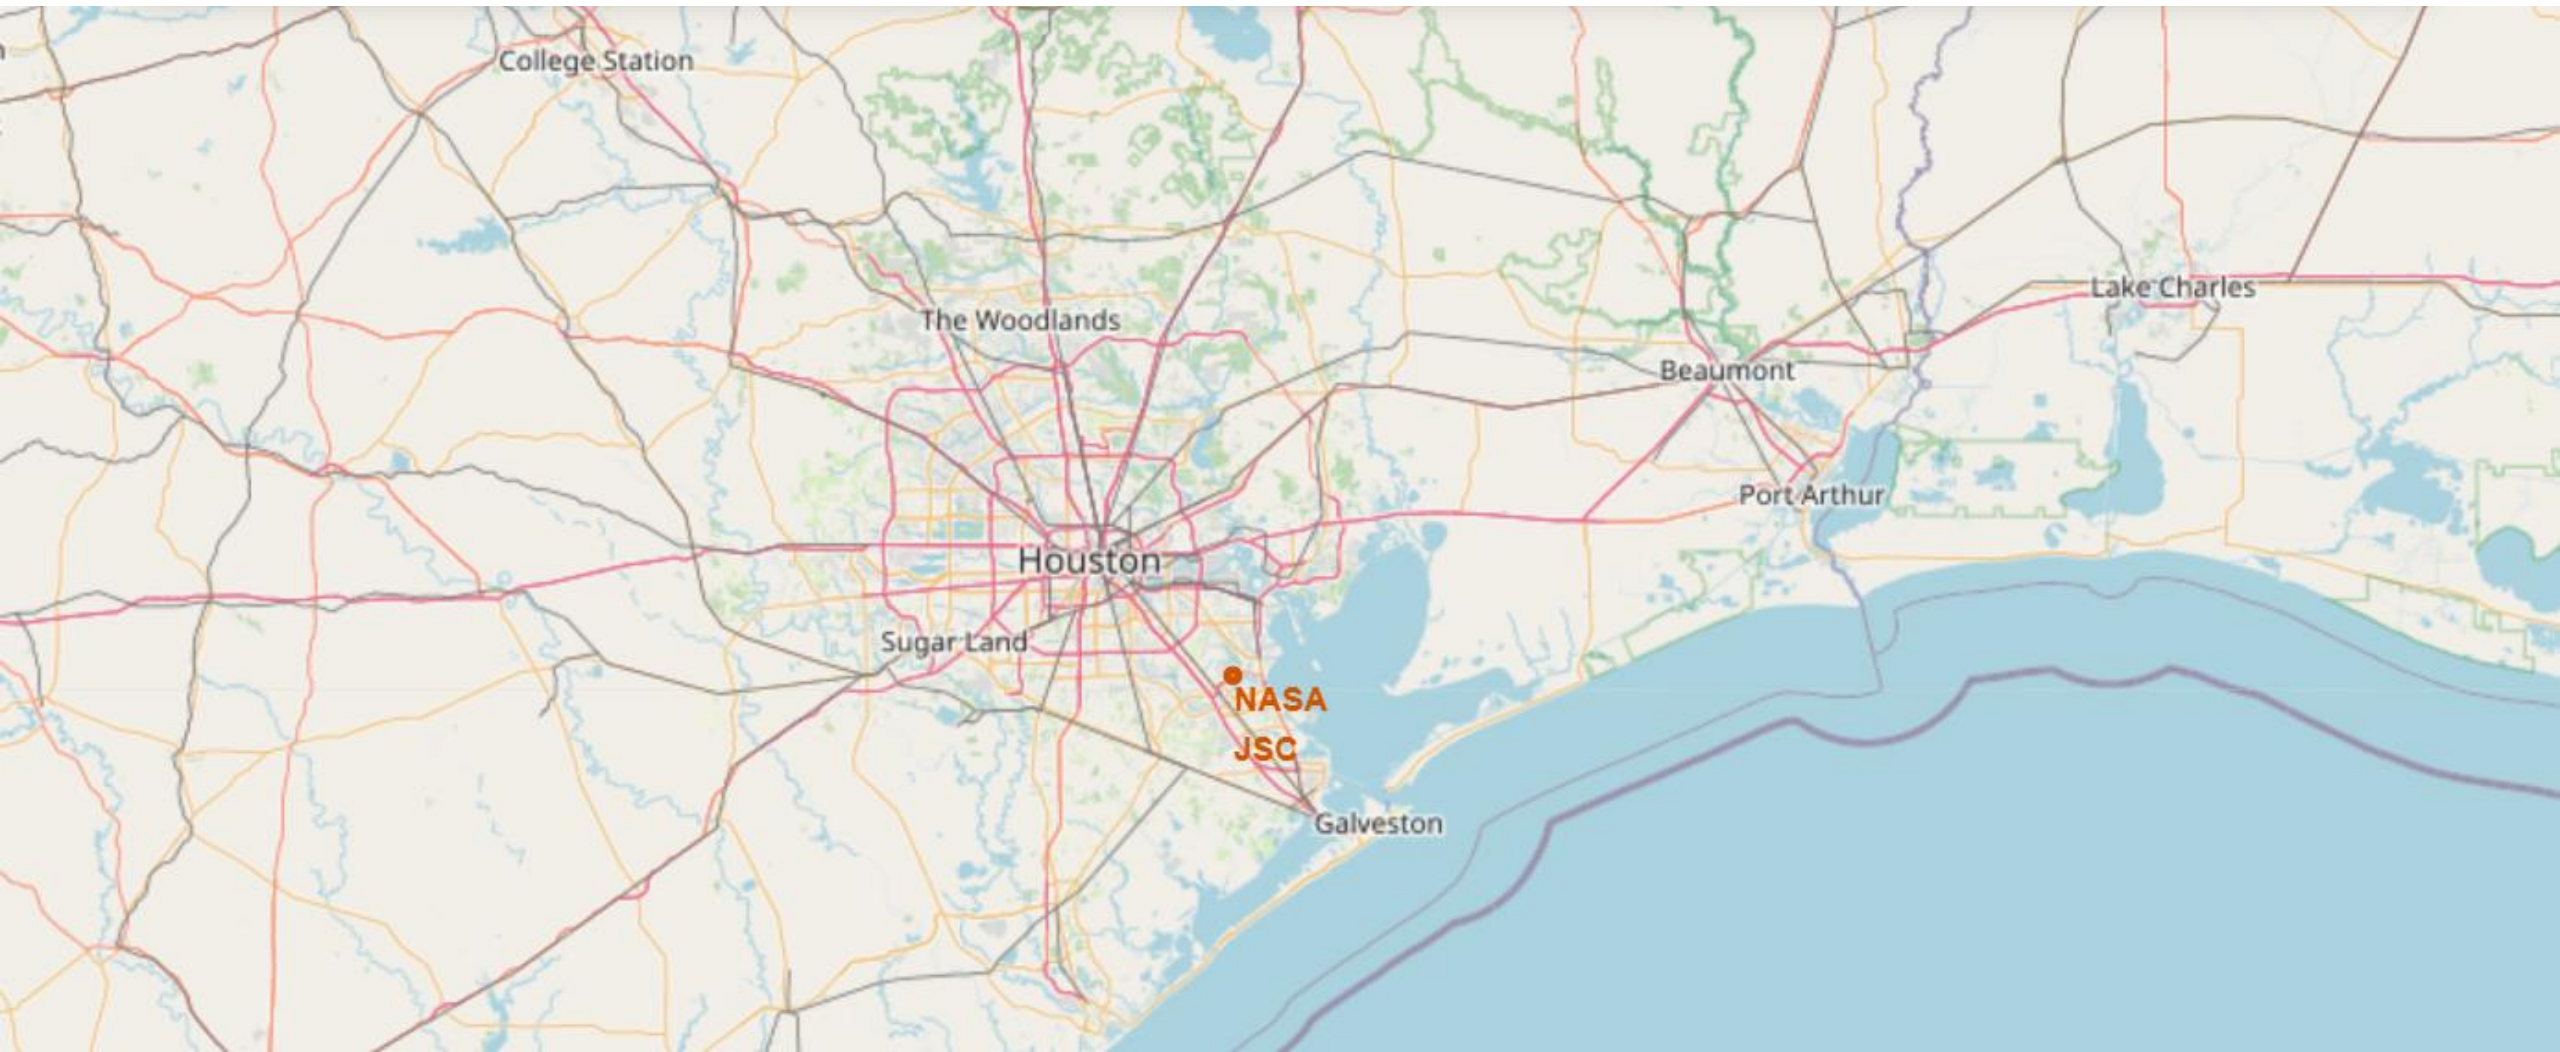 College Station
The Woodlands
Lake Charles
Beaumont
Port Arthur
Houston
Sugar Land
NASA
JSC
Galveston